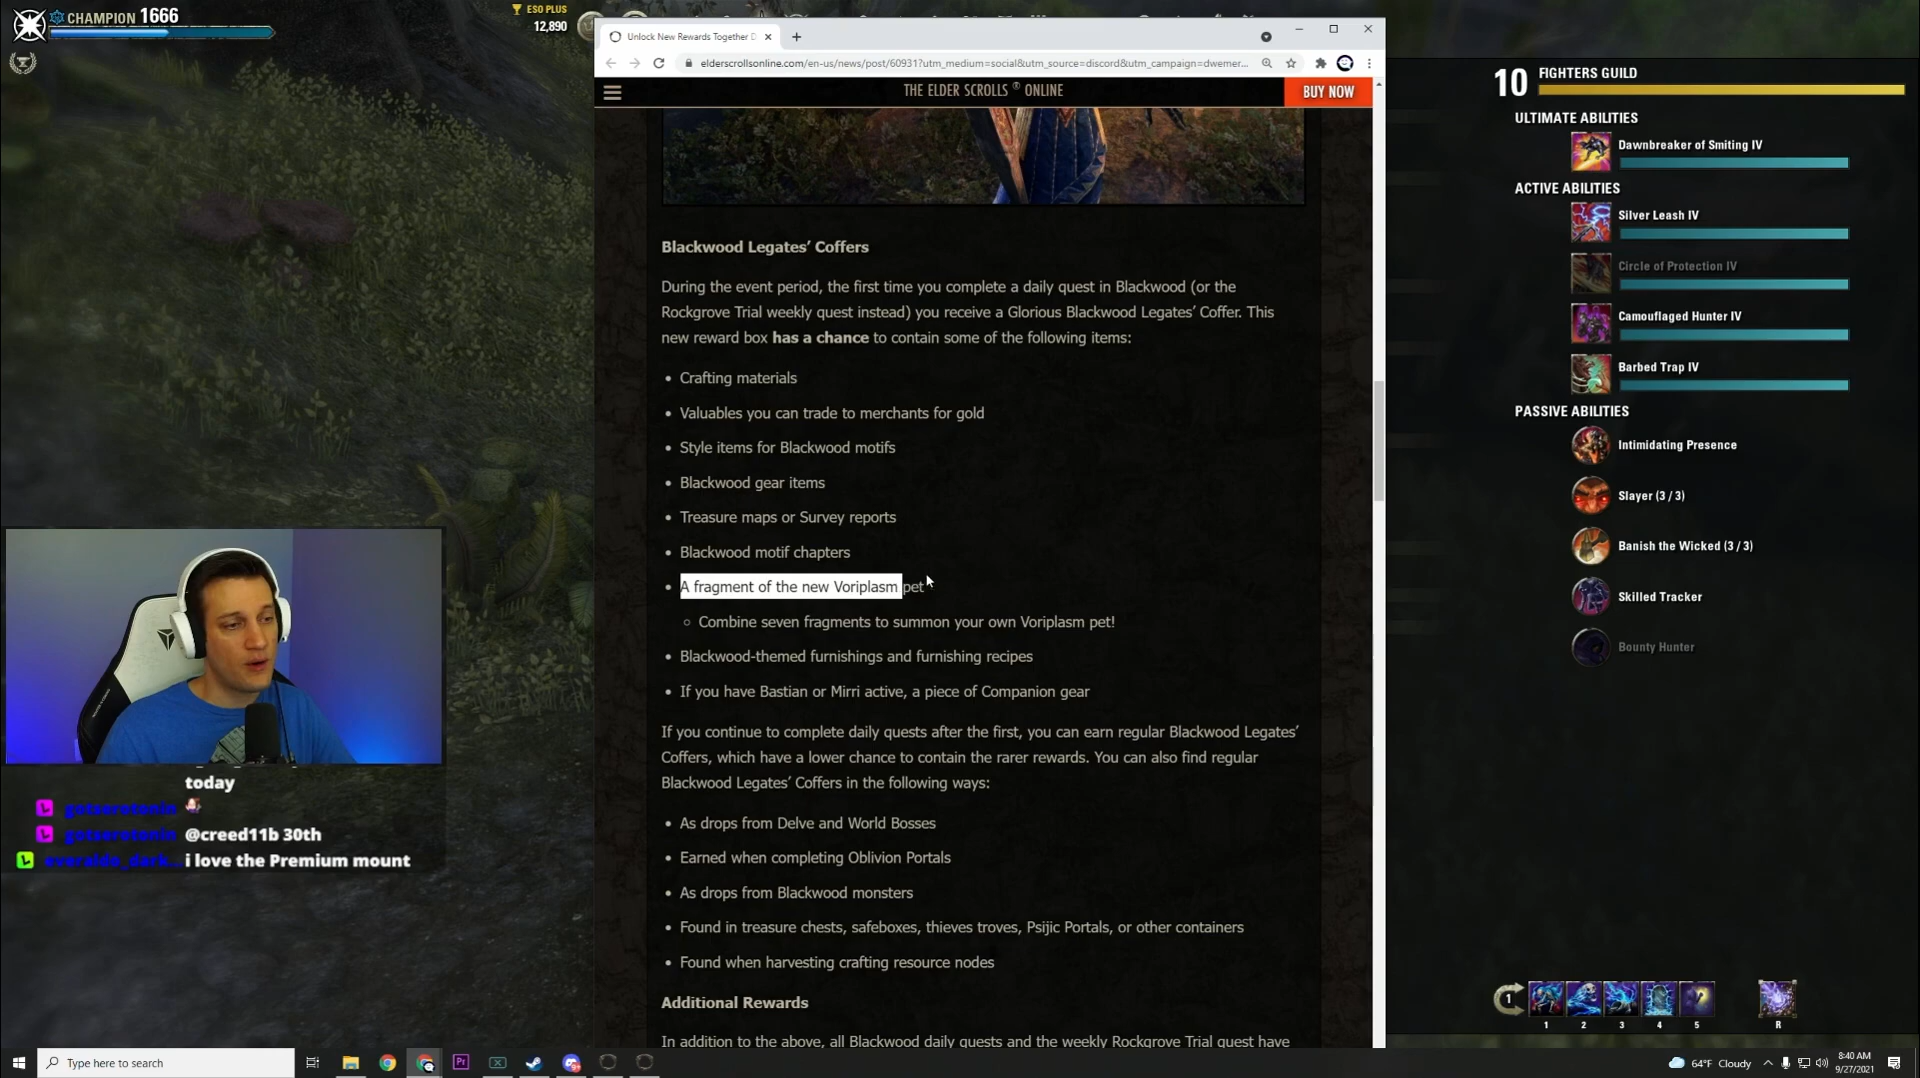 CHAMPION 1666
ESO PLUS
12,890
Unlock New Rewards Together D
elderscrollsonline.com/en-us/news/post/60931?utm_medium=social&utm_source=discord&utm_campaign=dwemer...
THE ELDER SCROLLS ® ONLINE
BUY NOW
Blackwood Legates’ Coffers
During the event period, the first time you complete a daily quest in Blackwood (or the
Rockgrove Trial weekly quest instead) you receive a Glorious Blackwood Legates’ Coffer. This
new reward box has a chance to contain some of the following items:
• Crafting materials
• Valuables you can trade to merchants for gold
• Style items for Blackwood motifs
• Blackwood gear items
• Treasure maps or Survey reports
• Blackwood motif chapters
• A fragment of the new Voriplasm pet
◦ Combine seven fragments to summon your own Voriplasm pet!
• Blackwood-themed furnishings and furnishing recipes
• If you have Bastian or Mirri active, a piece of Companion gear
If you continue to complete daily quests after the first, you can earn regular Blackwood Legates’
Coffers, which have a lower chance to contain the rarer rewards. You can also find regular
Blackwood Legates’ Coffers in the following ways:
• As drops from Delve and World Bosses
• Earned when completing Oblivion Portals
• As drops from Blackwood monsters
• Found in treasure chests, safeboxes, thieves troves, Psijic Portals, or other containers
• Found when harvesting crafting resource nodes
Additional Rewards
In addition to the above, all Blackwood daily quests and the weekly Rockgrove Trial quest have
10 FIGHTERS GUILD
ULTIMATE ABILITIES
Dawnbreaker of Smiting IV
ACTIVE ABILITIES
Silver Leash IV
Circle of Protection IV
Camouflaged Hunter IV
Barbed Trap IV
PASSIVE ABILITIES
Intimidating Presence
Slayer (3 / 3)
Banish the Wicked (3 / 3)
Skilled Tracker
Bounty Hunter
1
1 2 3 4 5 R
today
L gotserotonin
L gotserotonin @creed11b 30th
L everaldo_dark... i love the Premium mount
Type here to search
Pr
64°F Cloudy
8:40 AM
9/27/2021